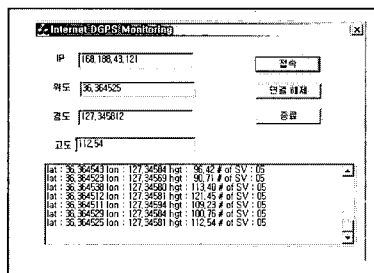 Internet DGPS Monitoring
IP 168,188,43,121
접속
위도 36,364525
연결 해제
경도 127,345812
종료
고도 112,54
lat : 36,364543 lon : 127,34584 hgt : 96,42 # of SV : 05
lat : 36,364523 lon : 127,34569 hgt : 90,71 # of SV : 05
lat : 36,364538 lon : 127,34580 hgt : 113,48 # of SV : 05
lat : 36,364512 lon : 127,34581 hgt : 121,45 # of SV : 05
lat : 36,364511 lon : 127,34594 hgt : 109,23 # of SV : 05
lat : 36,364529 lon : 127,34584 hgt : 100,76 # of SV : 05
lat : 36,364525 lon : 127,34581 hgt : 112,54 # of SV : 05